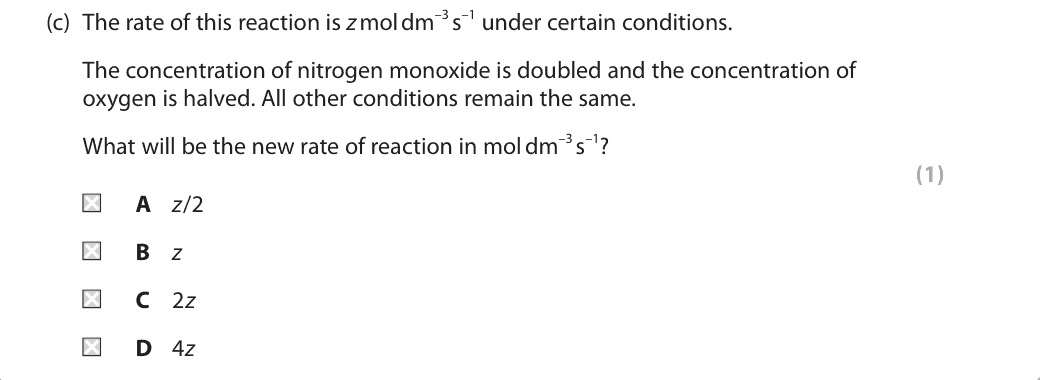 (c) The rate of this reaction is z mol dm⁻³ s⁻¹ under certain conditions.
The concentration of nitrogen monoxide is doubled and the concentration of
oxygen is halved. All other conditions remain the same.
What will be the new rate of reaction in mol dm⁻³ s⁻¹?
(1)
A z/2
B z
C 2z
D 4z